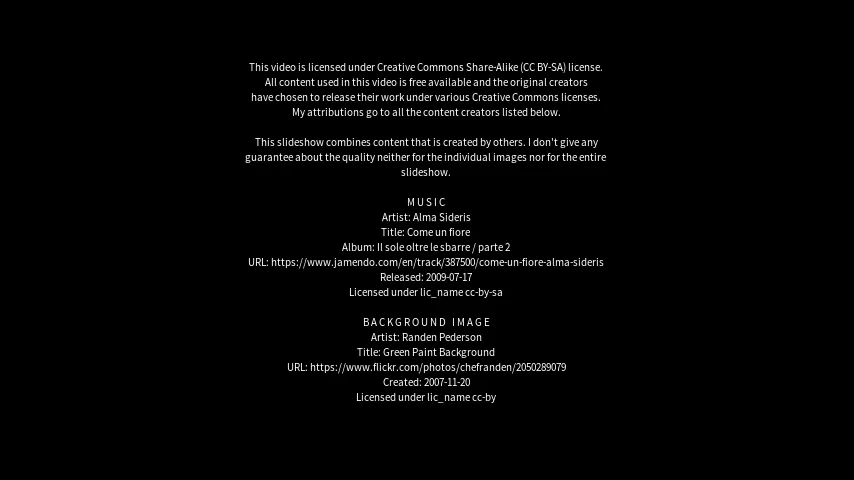 This video is licensed under Creative Commons Share-Alike (CC BY-SA) license.
All content used in this video is free available and the original creators
have chosen to release their work under various Creative Commons licenses.
My attributions go to all the content creators listed below.
This slideshow combines content that is created by others. I don't give any
guarantee about the quality neither for the individual images nor for the entire
slideshow.
MUSIC
Artist: Alma Sideris
Title: Come un fiore
Album: Il sole oltre le sbarre / parte 2
URL: https://www.jamendo.com/en/track/387500/come-un-fiore-alma-sideris
Released: 2009-07-17
Licensed under lic_name cc-by-sa
BACKGROUND IMAGE
Artist: Randen Pederson
Title: Green Paint Background
URL: https://www.flickr.com/photos/chefranden/2050289079
Created: 2007-11-20
Licensed under lic_name cc-by